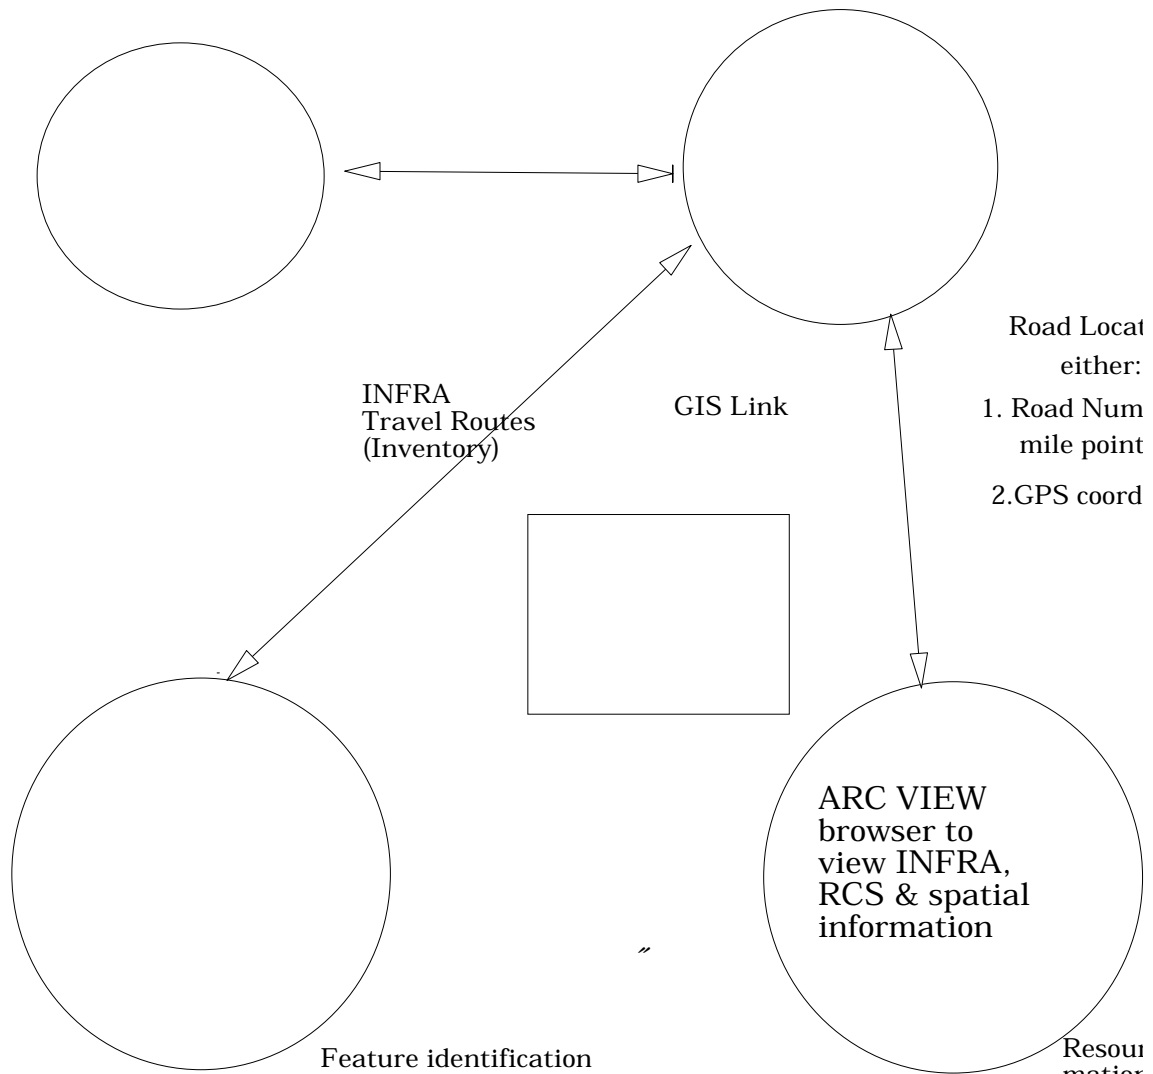 Road Locat
either:
1. Road Num
mile point
2.GPS coord
INFRA
Travel Routes
(Inventory)
GIS Link
ARC VIEW
browser to
view INFRA,
RCS & spatial
information
Feature identification
Resour
mation